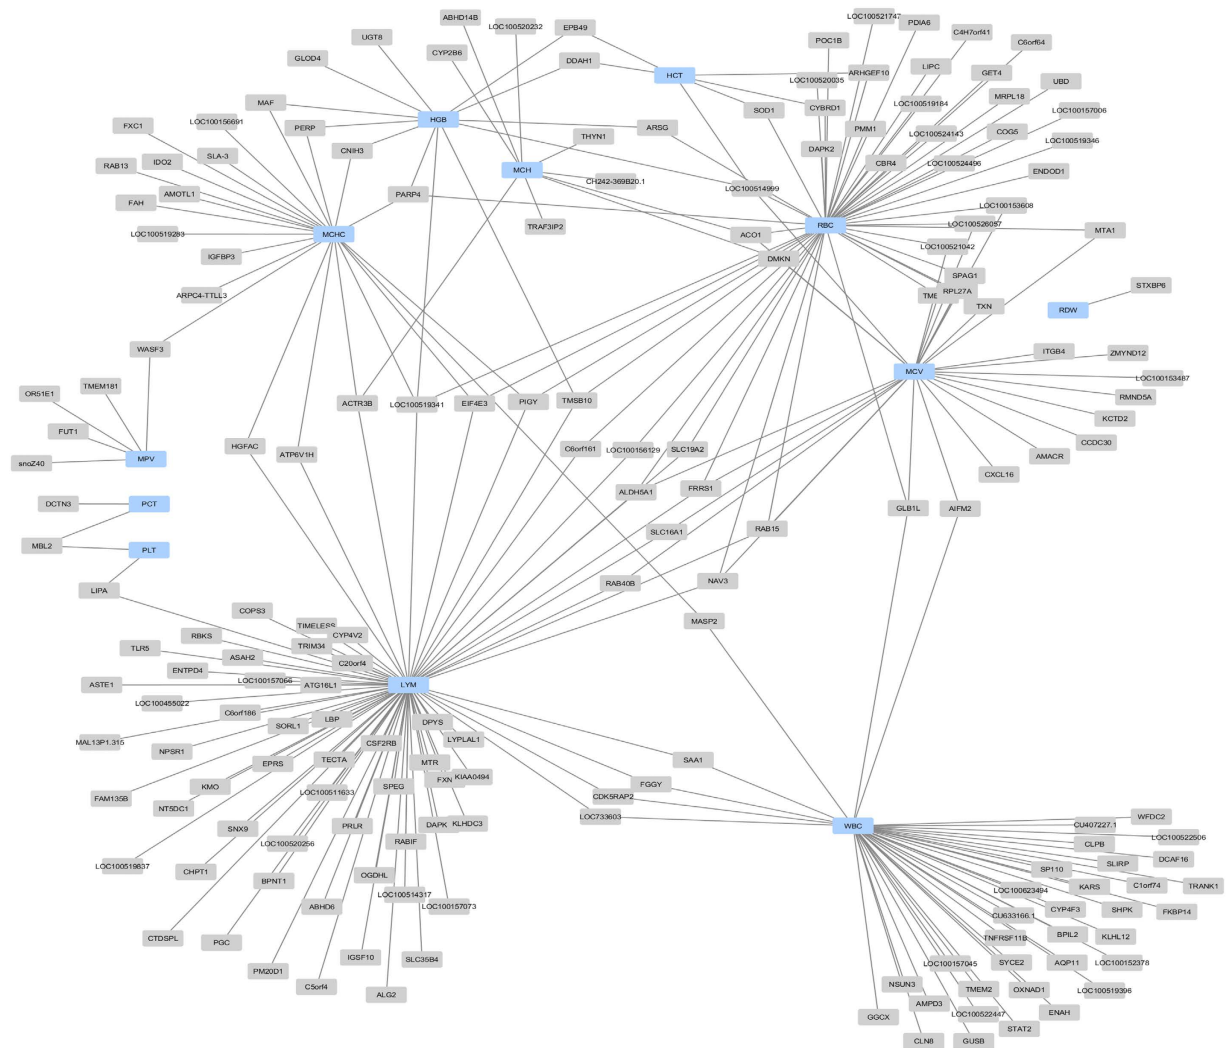 ABHD14B
LOC100520232
EPB49
LOC100521747
PDIA6
C4H7orf41
UGT8
CYP2B6
POC1B
C6orf64
GLOD4
DDAH1
HCT
ARHGEF10
LIPC
GET4
LOC100520035
UBD
MAF
LOC100519184
MRPL18
CYBRD1
SOD1
LOC100157006
HGB
LOC100156691
FXC1
PERP
ARSG
PMM1
LOC100524143
COG5
THYN1
DAPK2
LOC100519346
CNIH3
SLA-3
IDO2
RAB13
CBR4
LOC100524496
MCH
ENDOD1
CH242-369B20.1
LOC100514999
AMOTL1
PARP4
FAH
LOC100153608
TRAF3IP2
RBC
LOC100526057
MTA1
LOC100519283
MCHC
ACO1
LOC100521042
IGFBP3
DMKN
SPAG1
STXBP6
ARPC4-TTLL3
RPL27A
TXN
RDW
WASF3
ITGB4
ZMYND12
MCV
LOC100153487
TMEM181
OR51E1
RMND5A
ACTR3B
LOC100519341
EIF4E3
PIGY
TMSB10
KCTD2
FUT1
CCDC30
HGFAC
ATP6V1H
C6orf161
LOC100156129
SLC19A2
AMACR
snoZ40
MPV
CXCL16
ALDH5A1
FRRS1
DCTN3
PCT
GLB1L
AIFM2
SLC16A1
RAB15
MBL2
PLT
LIPA
RAB40B
NAV3
COPS3
MASP2
TIMELESS
RBKS
CYP4V2
TLR5
TRIM34
ASAH2
C20orf4
ENTPD4
LOC100157066
ASTE1
ATG16L1
LYM
LOC100455022
C6orf186
LBP
DPYS
MAL13P1.315
SORL1
LYPLAL1
NPSR1
CSF2RB
SAA1
TECTA
MTR
EPRS
KIAA0494
FXN
FGGY
KMO
SPEG
LOC100511633
FAM135B
CDK5RAP2
NT5DC1
LOC733603
WFDC2
SNX9
PRLR
DAPK
KLHDC3
WBC
CU407227.1
LOC100522506
RABIF
LOC100520256
CLPB
DCAF16
LOC100519837
SLIRP
CHPT1
OGDHL
SP110
BPNT1
KARS
C1orf74
TRANK1
LOC100514317
LOC100623494
ABHD6
LOC100157073
CYP4F3
SHPK
FKBP14
CU633166.1
CTDSPL
BPIL2
KLHL12
TNFRSF11B
PGC
IGSF10
SLC35B4
SYCE2
AQP11
LOC100152378
PM20D1
LOC100157045
C5orf4
NSUN3
TMEM2
OXNAD1
LOC100519396
ALG2
AMPD3
ENAH
GGCX
LOC100522447
STAT2
CLN8
GUSB